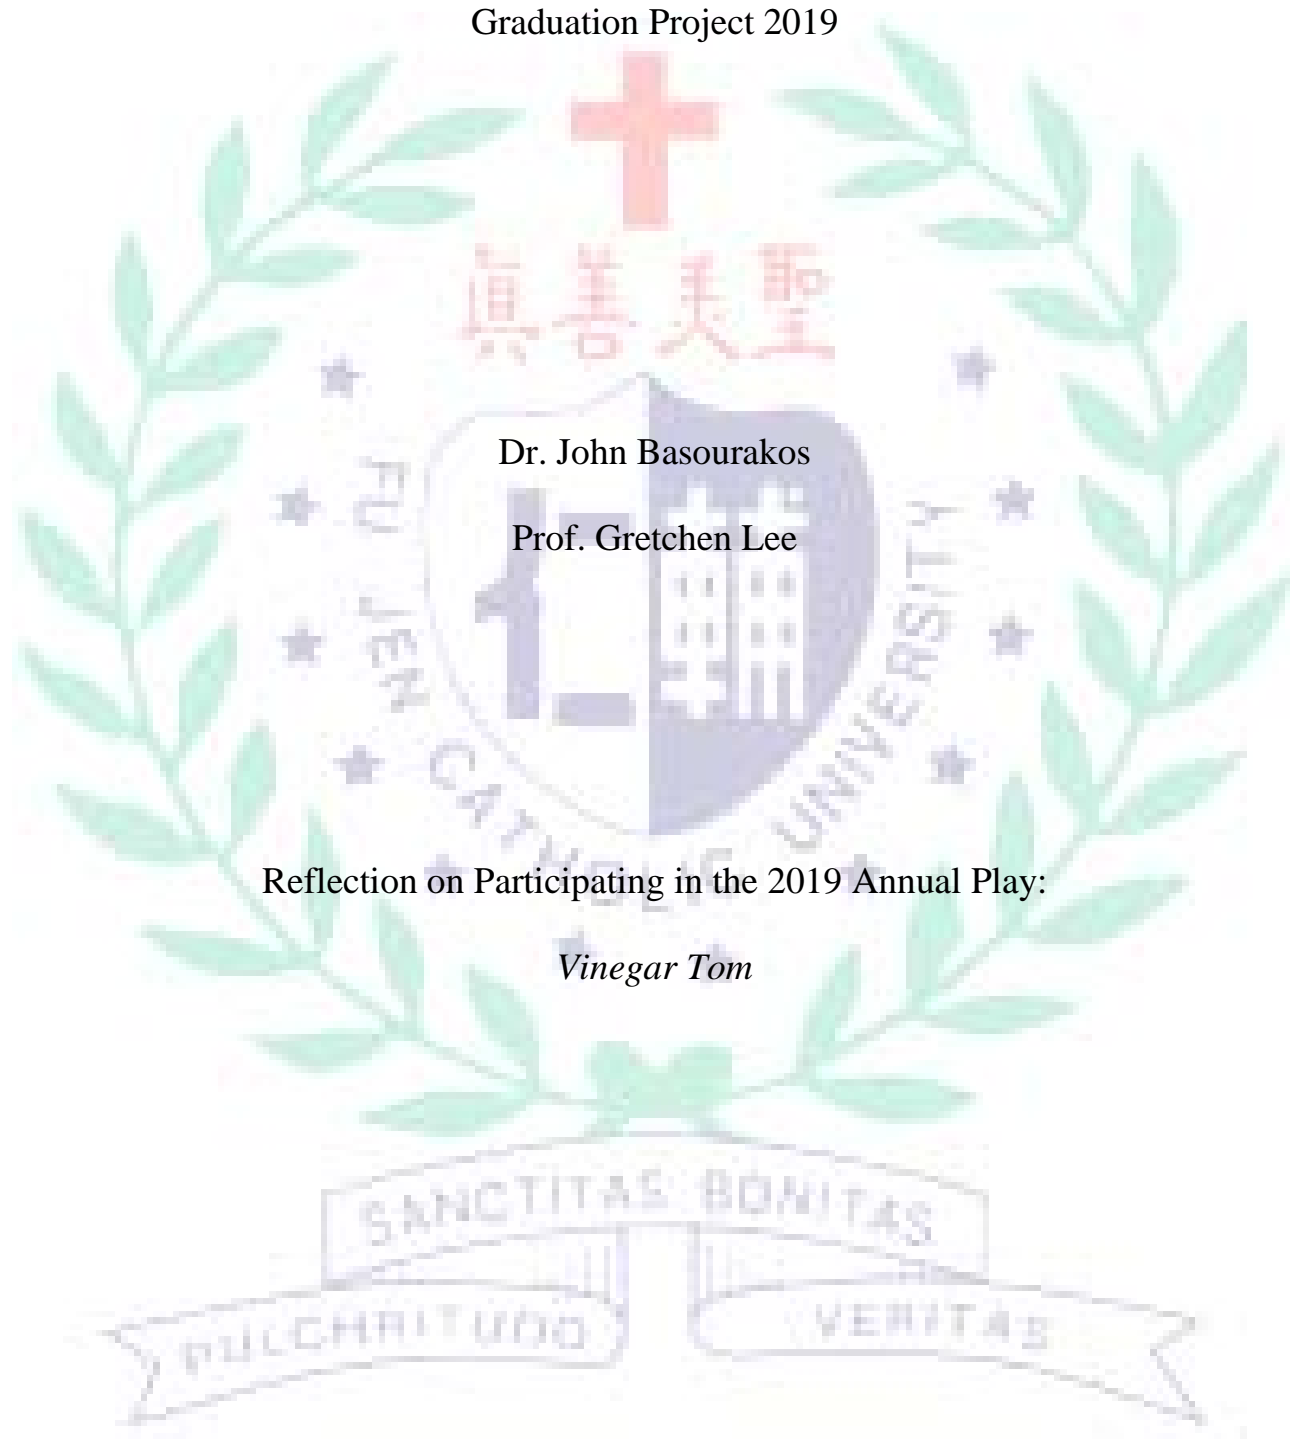 Graduation Project 2019
真善美聖
Dr. John Basourakos
Prof. Gretchen Lee
FU JEN CATHOLIC UNIVERSITY
Reflection on Participating in the 2019 Annual Play:
Vinegar Tom
SANCTITAS BONITAS
PULCHRITUDO VERITAS